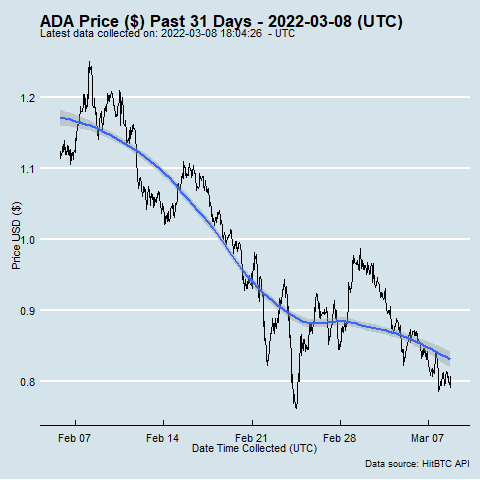 ADA Price ($) Past 31 Days - 2022-03-08 (UTC)
Latest data collected on: 2022-03-08 18:04:26 - UTC
1.2
1.1
1.0
0.9
0.8
Price USD ($)
Feb 07 Feb 14 Feb 21 Feb 28 Mar 07
Date Time Collected (UTC)
Data source: HitBTC API